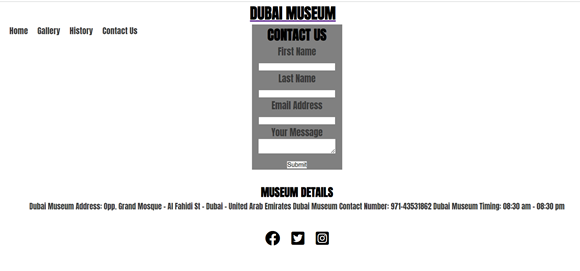 DUBAI MUSEUM
Home Gallery History Contact Us
CONTACT US
First Name
Last Name
Email Address
Your Message
Submit
MUSEUM DETAILS
Dubai Museum Address: Opp. Grand Mosque - Al Fahidi St - Dubai - United Arab Emirates Dubai Museum Contact Number: 971-43531862 Dubai Museum Timing: 08:30 am - 08:30 pm